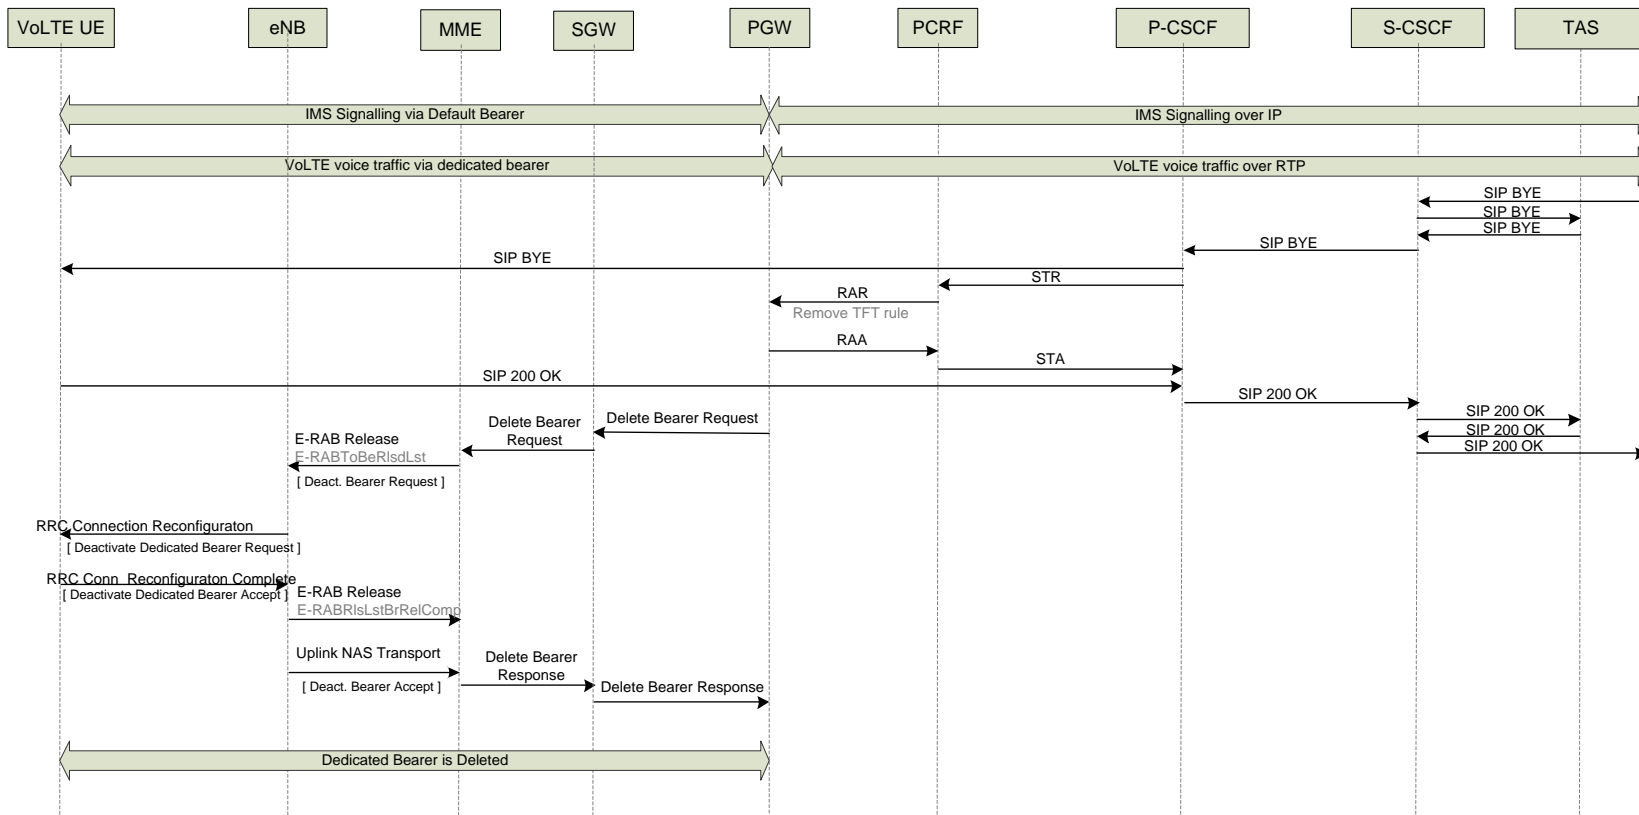 VoLTE UE
eNB
MME
SGW
PGW
PCRF
P-CSCF
S-CSCF
TAS
IMS Signalling via Default Bearer
IMS Signalling over IP
VoLTE voice traffic via dedicated bearer
VoLTE voice traffic over RTP
SIP BYE
SIP BYE
SIP BYE
SIP BYE
SIP BYE
STR
RAR
Remove TFT rule
RAA
STA
SIP 200 OK
SIP 200 OK
SIP 200 OK
SIP 200 OK
SIP 200 OK
Delete Bearer Request
Delete Bearer
Request
E-RAB Release
E-RABToBeRlsdLst
[ Deact. Bearer Request ]
RRC Connection Reconfiguraton
[ Deactivate Dedicated Bearer Request ]
RRC Conn  Reconfiguraton Complete
[ Deactivate Dedicated Bearer Accept ]
E-RAB Release
E-RABRlsLstBrRelComp
Uplink NAS Transport
[ Deact. Bearer Accept ]
Delete Bearer
Response
Delete Bearer Response
Dedicated Bearer is Deleted